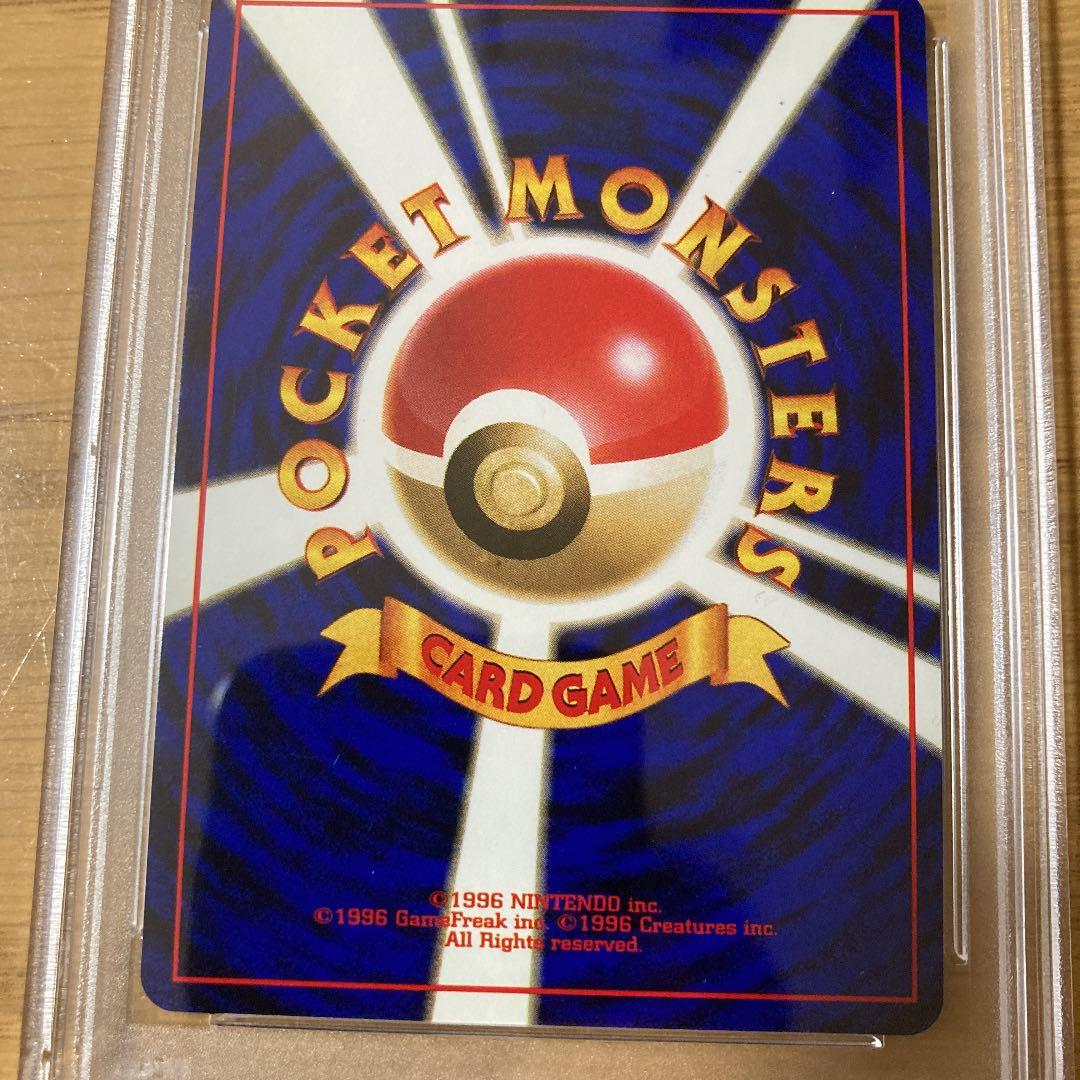 POCKET MONSTERS
CARD GAME
©1996 NINTENDO inc.
©1996 GameFreak inc. ©1996 Creatures inc.
All Rights reserved.